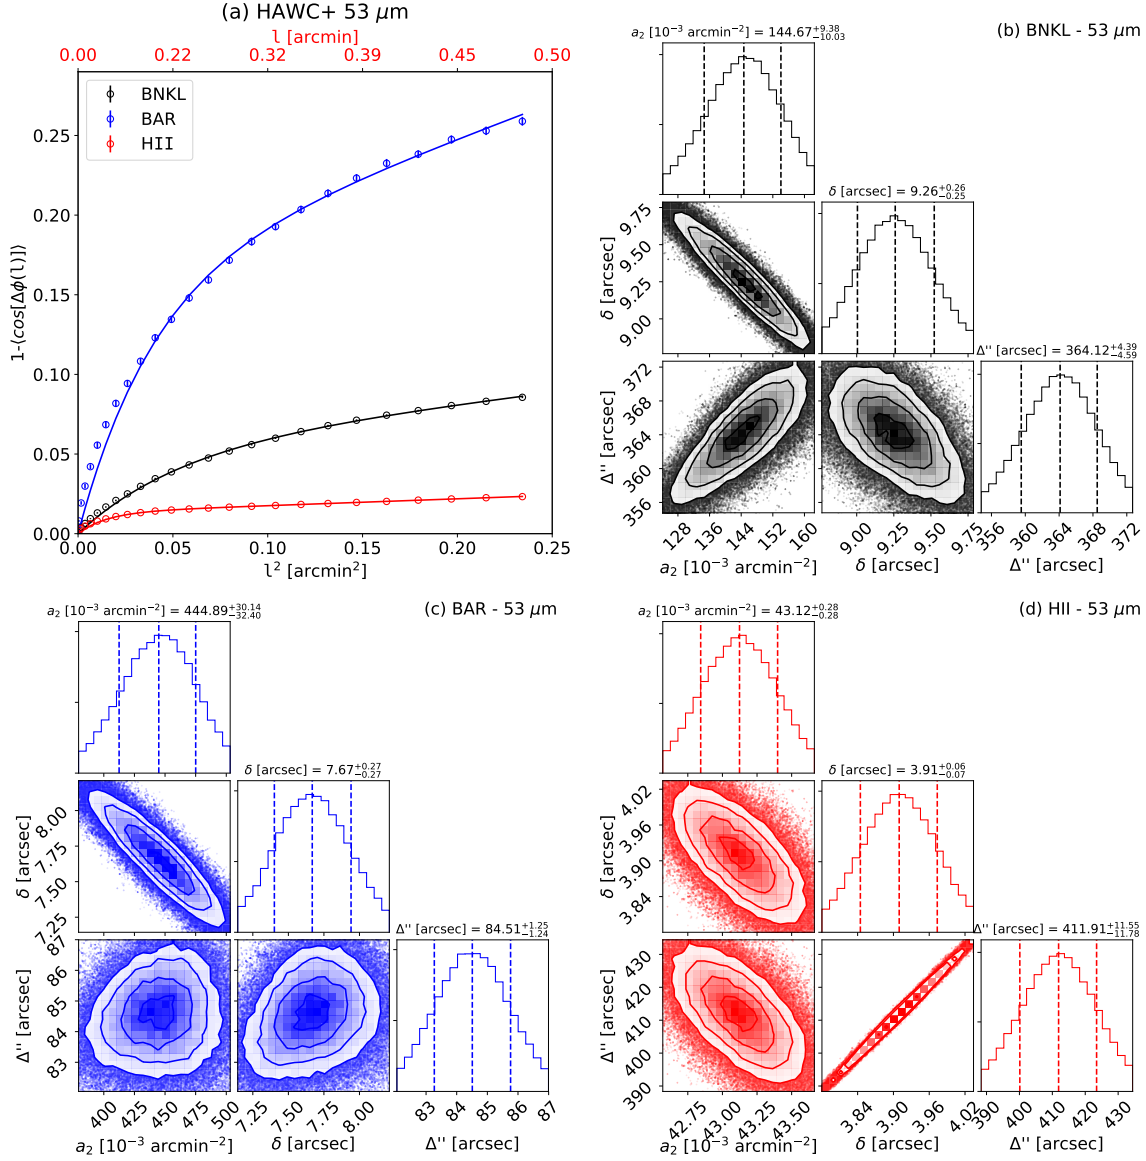 (a) HAWC+ 53 μm
l [arcmin]
0.00 0.22 0.32 0.39 0.45 0.50
BNKL
BAR
HII
1-⟨cos[Δϕ(l)]⟩
0.25
0.20
0.15
0.10
0.05
0.00
0.00 0.05 0.10 0.15 0.20 0.25
l² [arcmin²]
(b) BNKL - 53 μm
a₂ [10⁻³ arcmin⁻²] = 144.67+9.38−10.03
δ [arcsec] = 9.26+0.26−0.25
Δ'' [arcsec] = 364.12+4.39−4.59
δ [arcsec]
9.75
9.50
9.25
9.00
Δ'' [arcsec]
372
368
364
360
356
128 136 144 152 160
a₂ [10⁻³ arcmin⁻²]
9.00 9.25 9.50 9.75
δ [arcsec]
356 360 364 368 372
Δ'' [arcsec]
(c) BAR - 53 μm
a₂ [10⁻³ arcmin⁻²] = 444.89+30.14−32.40
δ [arcsec] = 7.67+0.27−0.27
Δ'' [arcsec] = 84.51+1.25−1.24
δ [arcsec]
8.00
7.75
7.50
7.25
Δ'' [arcsec]
87
86
85
84
83
400 450 500
a₂ [10⁻³ arcmin⁻²]
7.25 7.50 7.75 8.00
δ [arcsec]
83 84 85 86 87
Δ'' [arcsec]
(d) HII - 53 μm
a₂ [10⁻³ arcmin⁻²] = 43.12+0.28−0.28
δ [arcsec] = 3.91+0.06−0.07
Δ'' [arcsec] = 411.91+11.55−11.78
δ [arcsec]
4.02
3.96
3.90
3.84
Δ'' [arcsec]
430
420
410
400
390
42.75 43.00 43.25 43.50
a₂ [10⁻³ arcmin⁻²]
3.84 3.90 3.96 4.02
δ [arcsec]
390 400 410 420 430
Δ'' [arcsec]